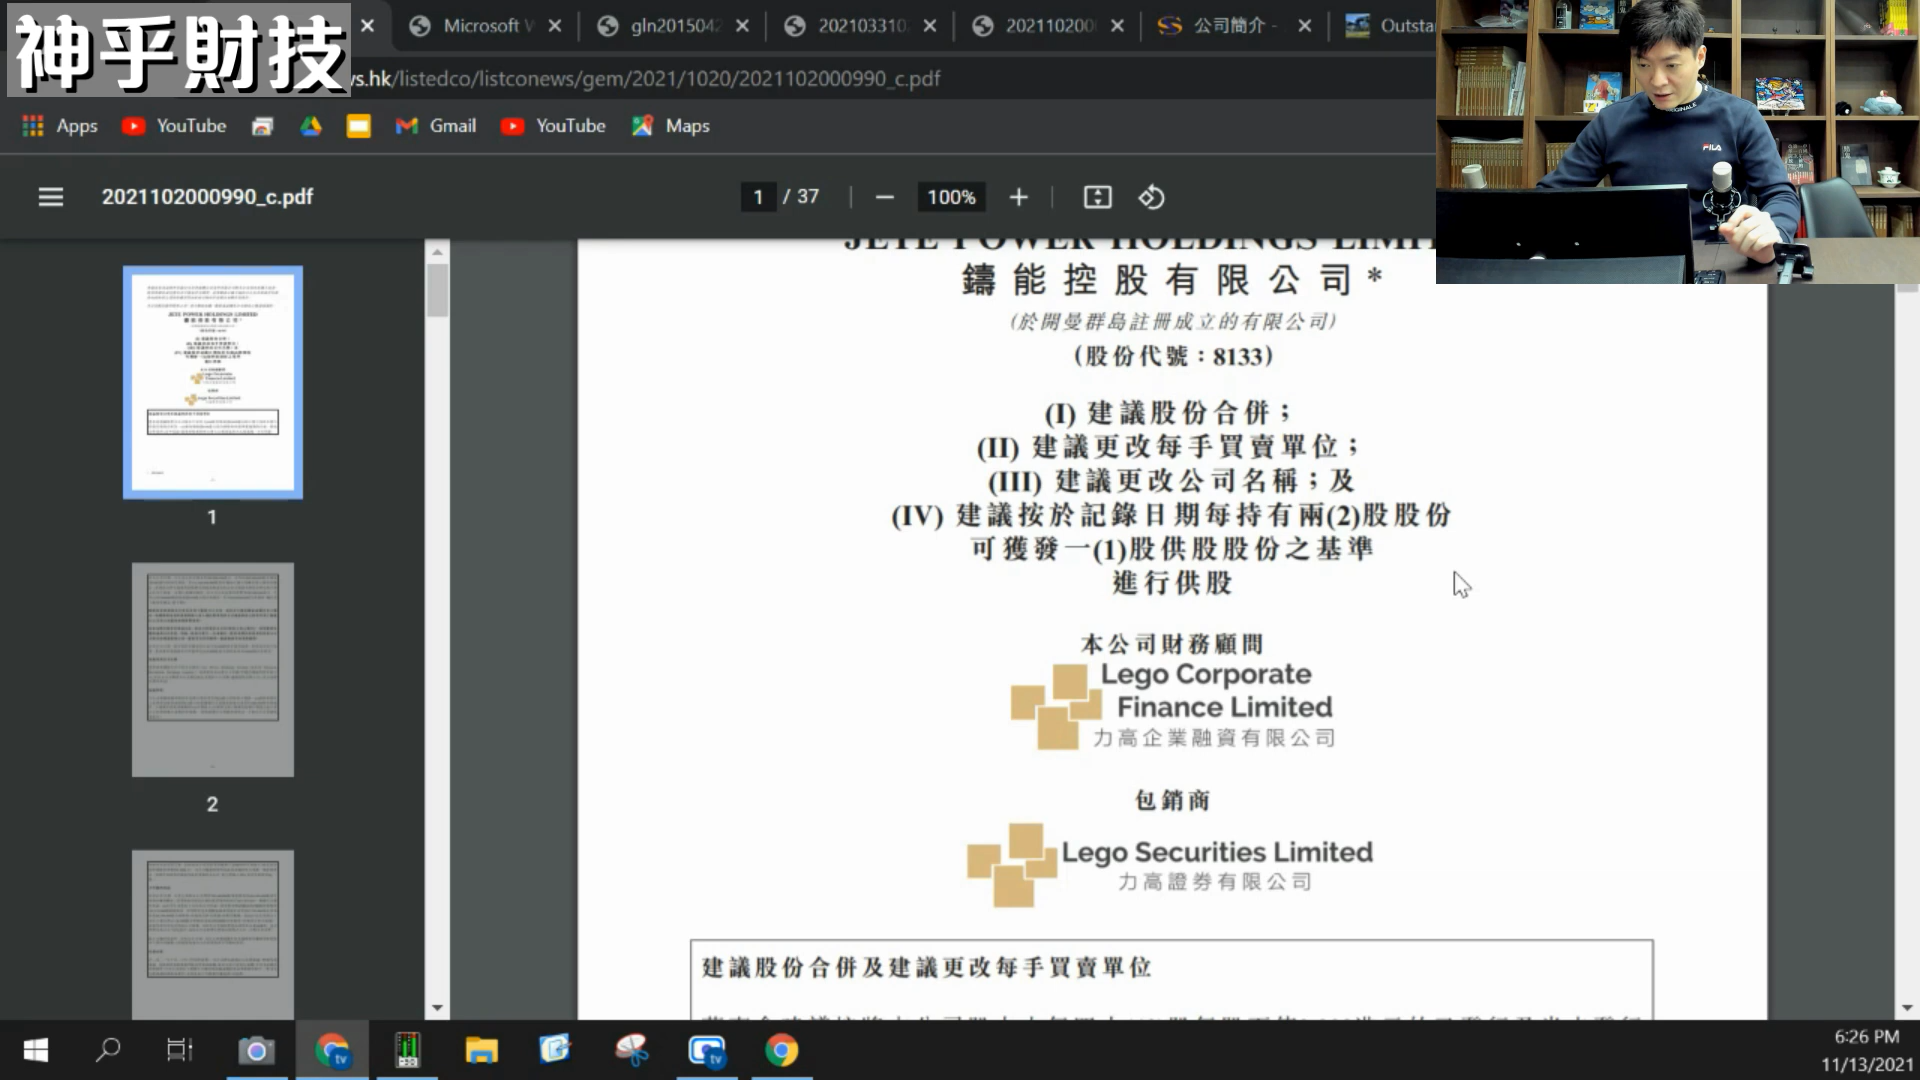 神乎財技
Microsoft W
gln2015042
202103310
202110200
公司簡介 -
Outsta
vs.hk/listedco/listconews/gem/2021/1020/2021102000990_c.pdf
Apps
YouTube
Gmail
YouTube
Maps
2021102000990_c.pdf
1 / 37
100%
JETE POWER HOLDINGS LIMI
鑄能控股有限公司*
(於開曼群島註冊成立的有限公司)
(股份代號：8133)
(I) 建議股份合併；
(II) 建議更改每手買賣單位；
(III) 建議更改公司名稱；及
(IV) 建議按於記錄日期每持有兩(2)股股份
可獲發一(1)股供股股份之基準
進行供股
本公司財務顧問
Lego Corporate
Finance Limited
力高企業融資有限公司
包銷商
Lego Securities Limited
力高證券有限公司
建議股份合併及建議更改每手買賣單位
1
2
FILA
6:26 PM
11/13/2021